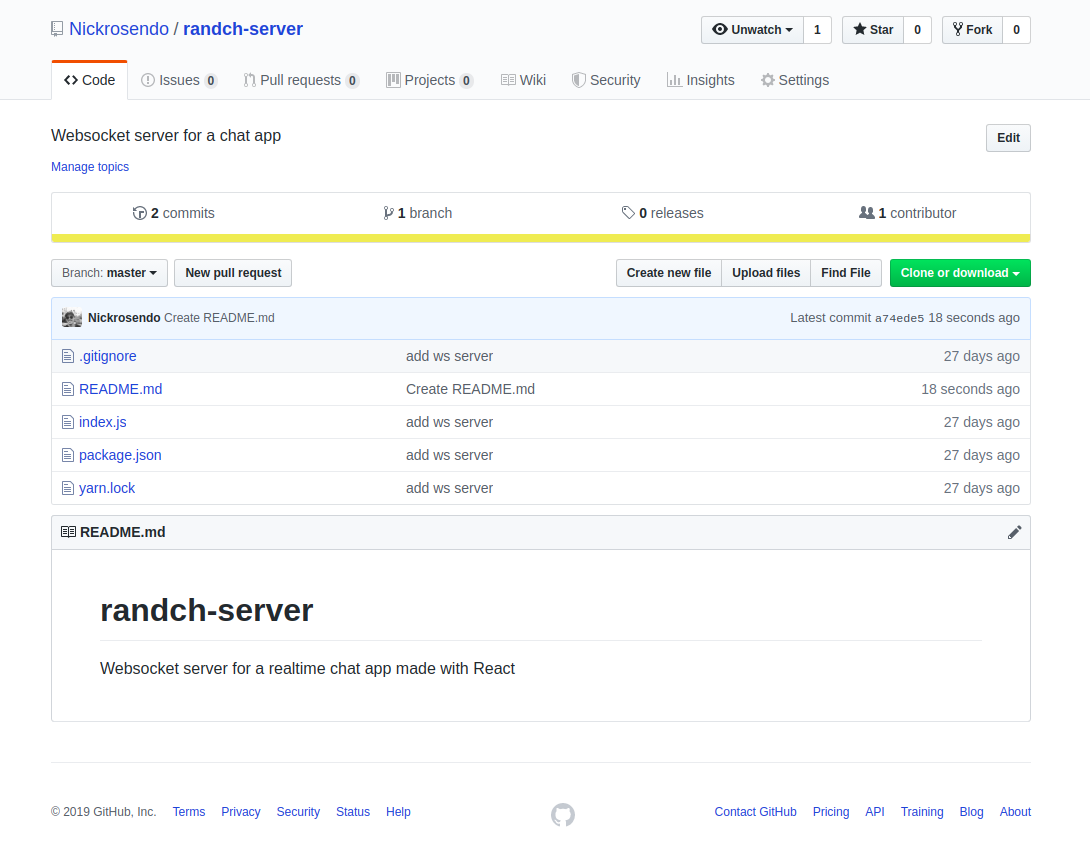 Nickrosendo / randch-server Unwatch 1 Star 0 Fork 0
Code Issues 0 Pull requests 0 Projects 0 Wiki Security Insights Settings
Websocket server for a chat app Edit
Manage topics
2 commits 1 branch 0 releases 1 contributor
Branch: master New pull request Create new file Upload files Find File Clone or download
Nickrosendo Create README.md Latest commit a74ede5 18 seconds ago
.gitignore add ws server 27 days ago
README.md Create README.md 18 seconds ago
index.js add ws server 27 days ago
package.json add ws server 27 days ago
yarn.lock add ws server 27 days ago
README.md
randch-server
Websocket server for a realtime chat app made with React
© 2019 GitHub, Inc. Terms Privacy Security Status Help Contact GitHub Pricing API Training Blog About